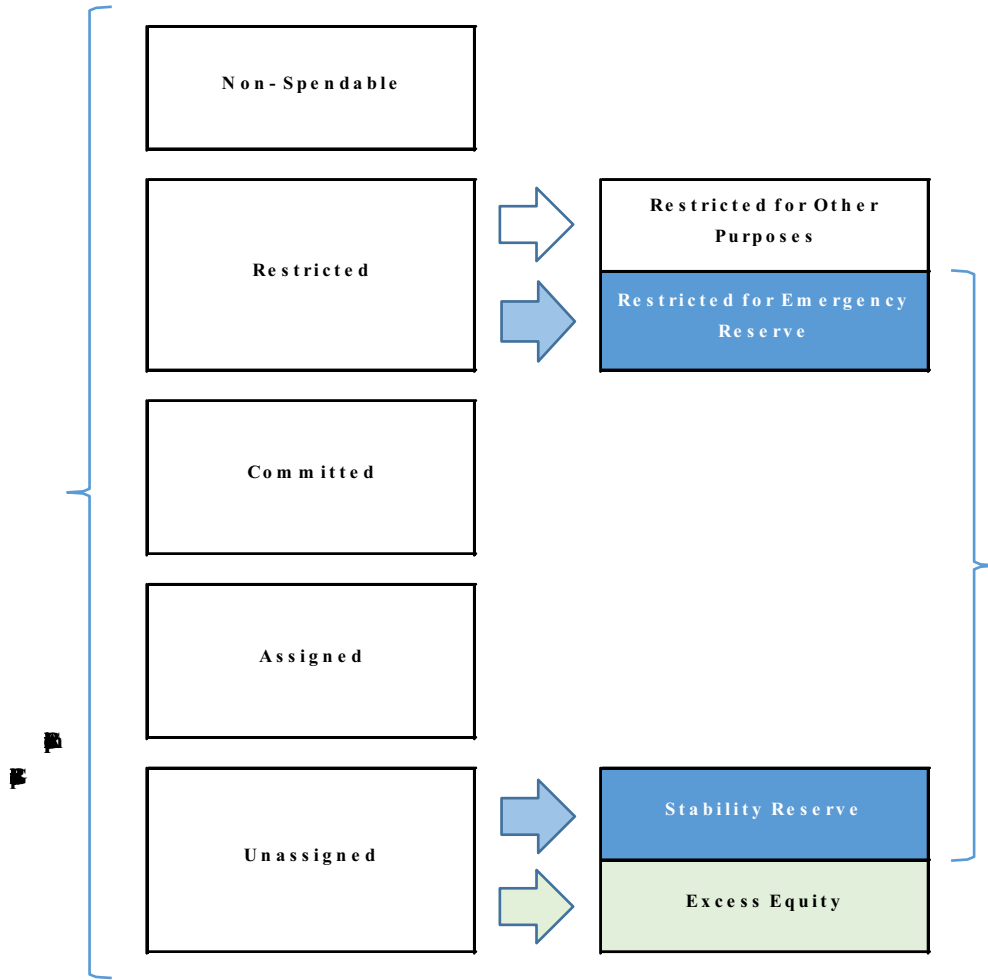 Non-Spendable
Restricted for Other
Purposes
Restricted
Restricted for Emergency
Reserve
Committed
Assigned
Stability Reserve
Unassigned
Excess Equity